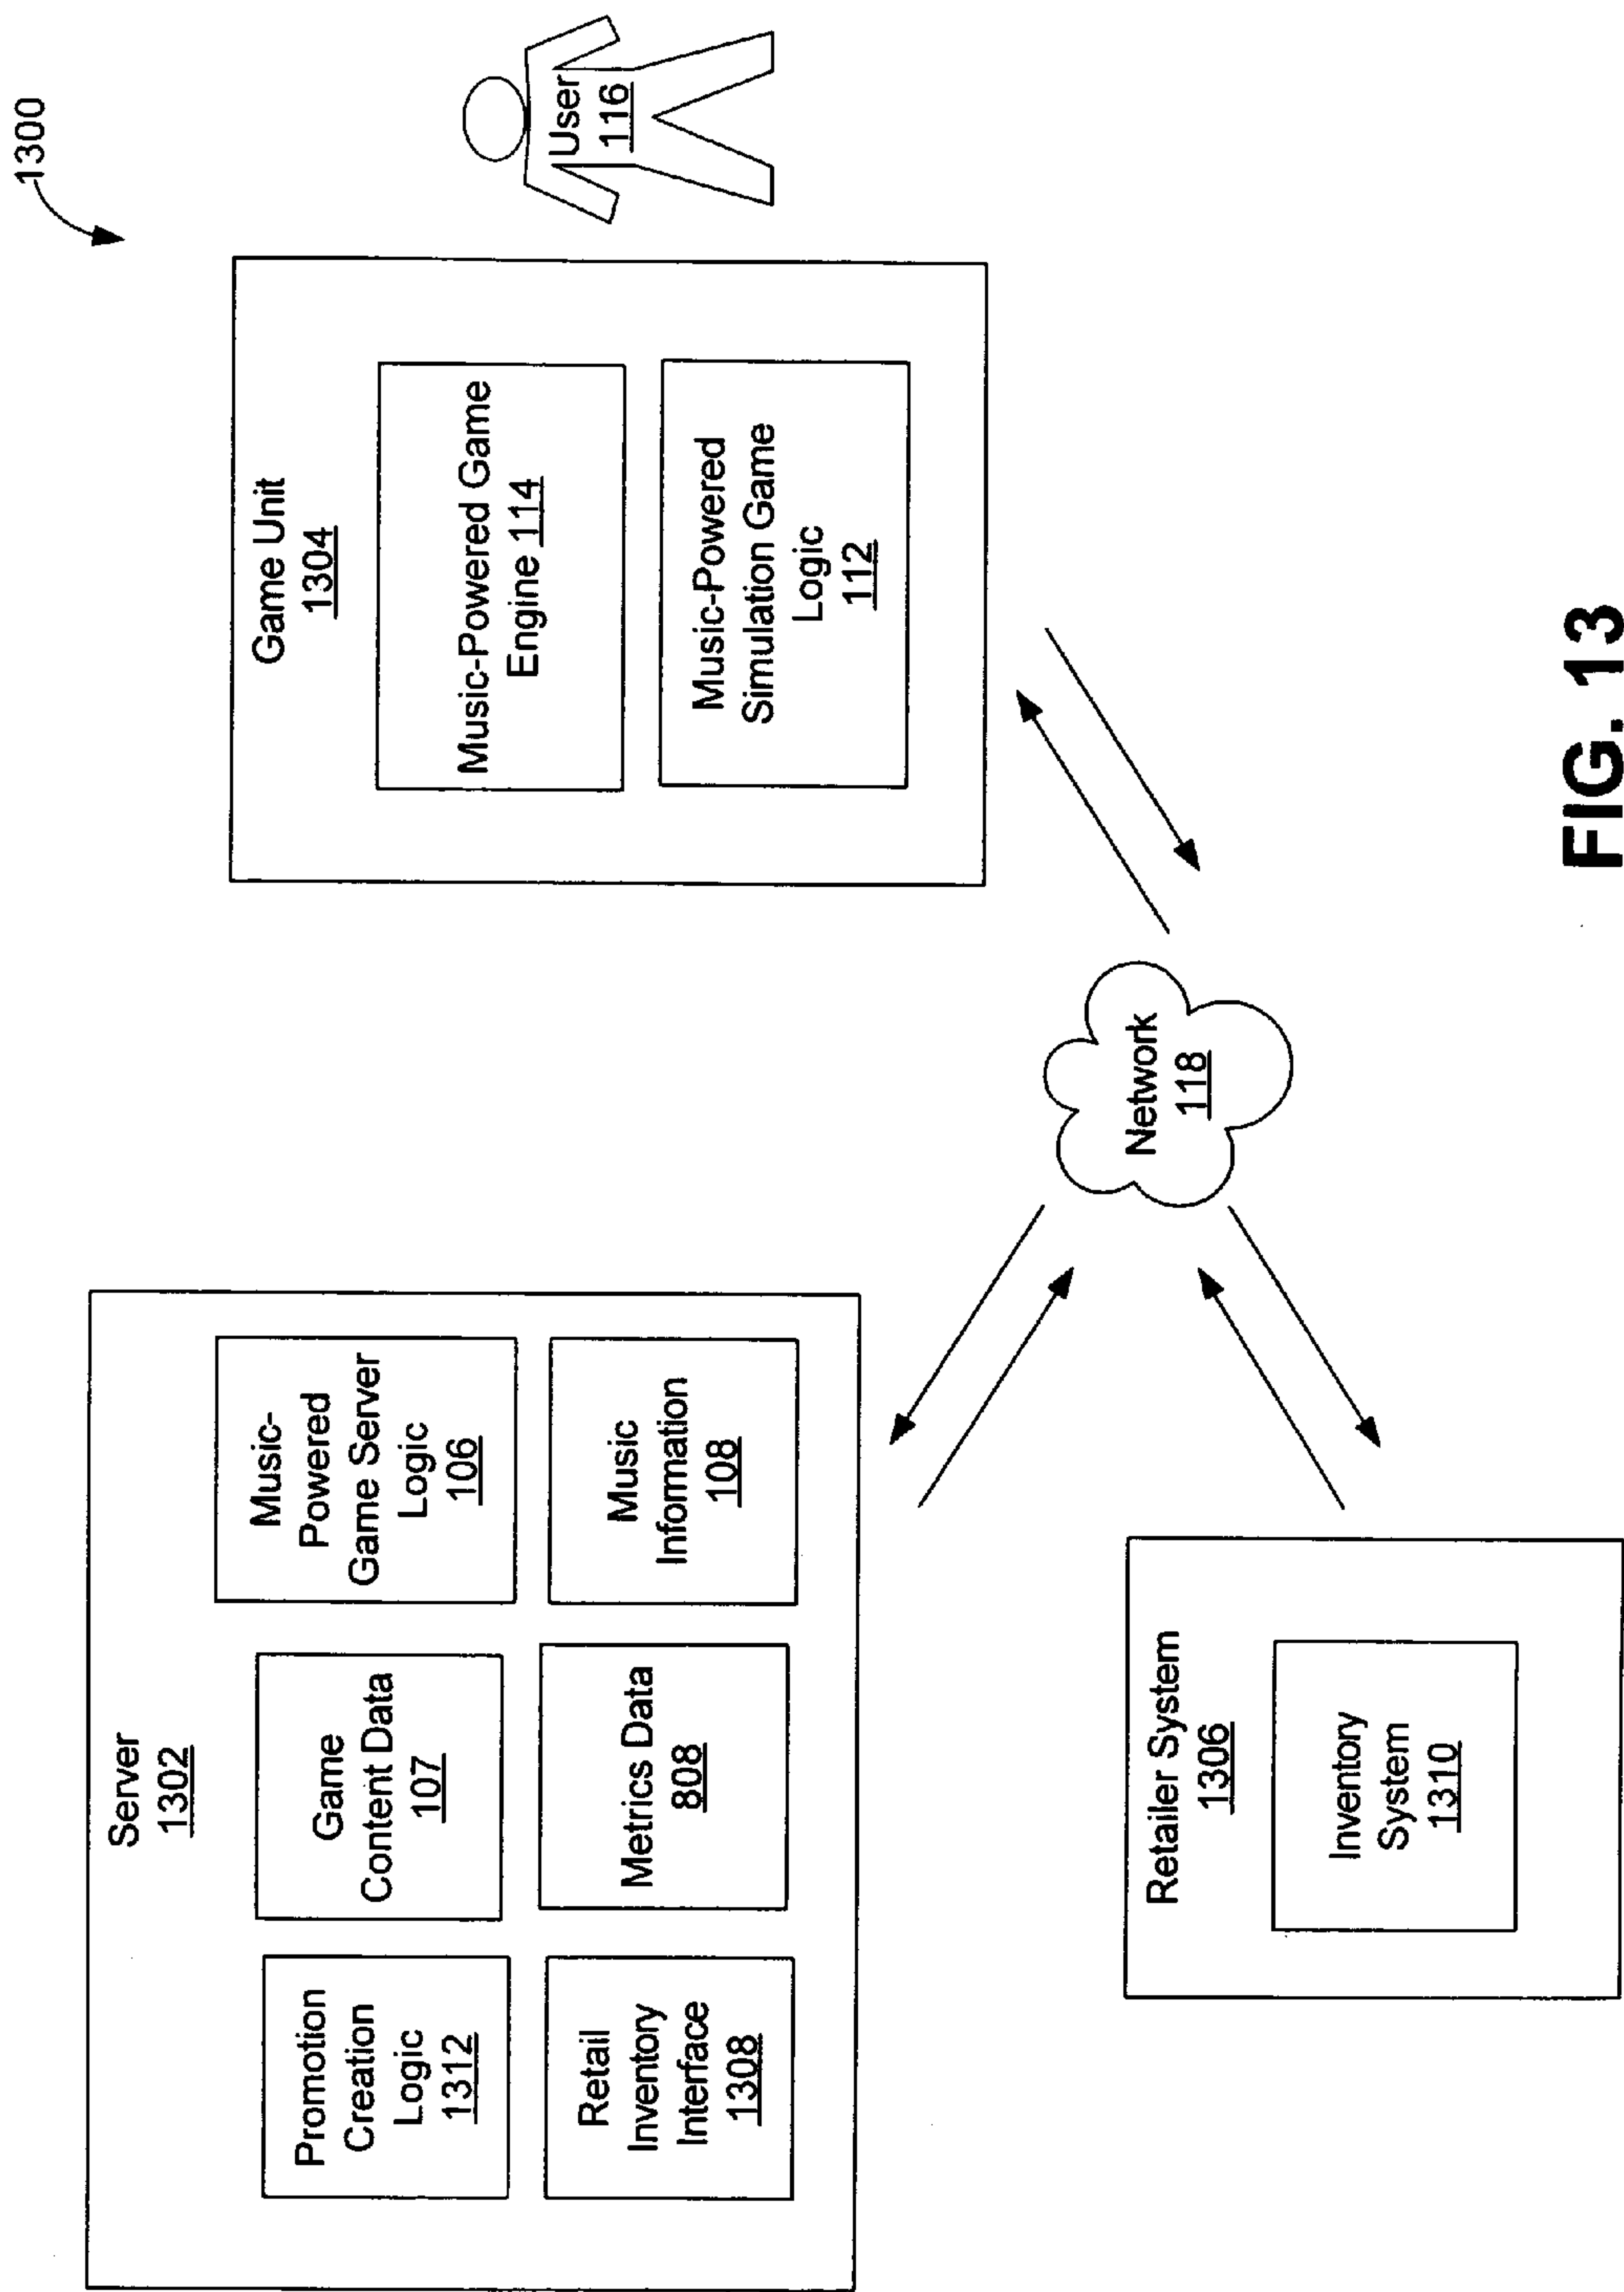 1300
Server
1302
Promotion
Creation
Logic
1312
Game
Content Data
107
Music-
Powered
Game Server
Logic
106
Retail
Inventory
Interface
1308
Metrics Data
808
Music
Information
108
Game Unit
1304
Music-Powered Game
Engine 114
Music-Powered
Simulation Game
Logic
112
User
116
Network
118
Retailer System
1306
Inventory
System
1310
FIG. 13